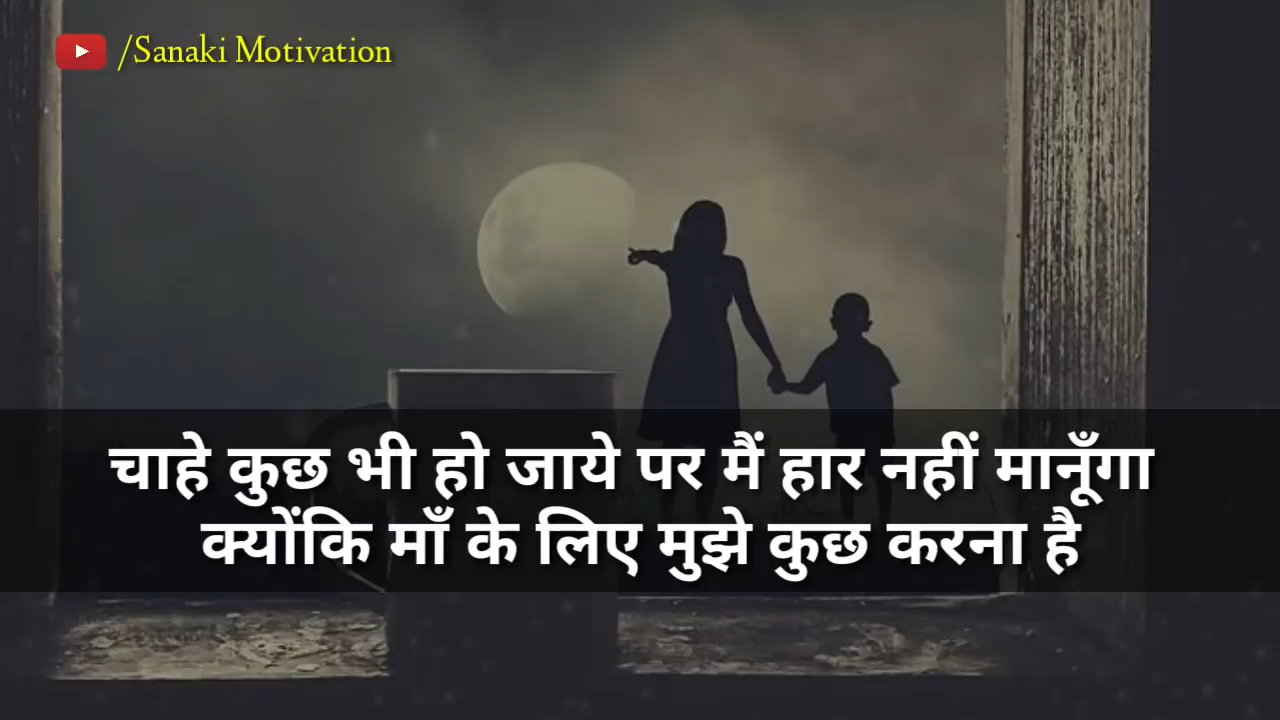 /Sanaki Motivation
चाहे कुछ भी हो जाये पर मैं हार नहीं मानूँगा
क्योंकि माँ के लिए मुझे कुछ करना है